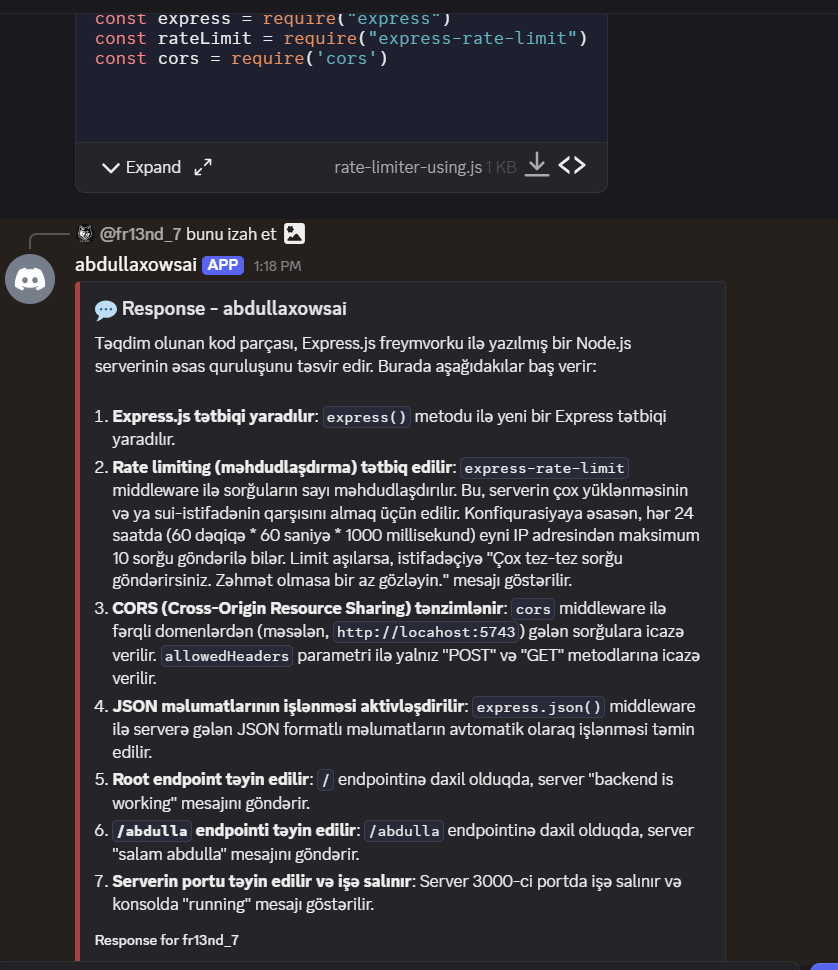 const express = require("express")
const rateLimit = require("express-rate-limit")
const cors = require('cors')
Expand
rate-limiter-using.js 1 KB
@fr13nd_7 bunu izah et
abdullaxowsai APP 1:18 PM
💬 Response - abdullaxowsai
Təqdim olunan kod parçası, Express.js freymvorku ilə yazılmış bir Node.js
serverinin əsas quruluşunu təsvir edir. Burada aşağıdakılar baş verir:
1. Express.js tətbiqi yaradılır: express() metodu ilə yeni bir Express tətbiqi
yaradılır.
2. Rate limiting (məhdudlaşdırma) tətbiq edilir: express-rate-limit
middleware ilə sorğuların sayı məhdudlaşdırılır. Bu, serverin çox yüklənməsinin
və ya sui-istifadənin qarşısını almaq üçün edilir. Konfiqurasiyaya əsasən, hər 24
saatda (60 dəqiqə * 60 saniyə * 1000 millisekund) eyni IP adresindən maksimum
10 sorğu göndərilə bilər. Limit aşılarsa, istifadəçiyə "Çox tez-tez sorğu
göndərirsiniz. Zəhmət olmasa bir az gözləyin." mesajı göstərilir.
3. CORS (Cross-Origin Resource Sharing) tənzimlənir: cors middleware ilə
fərqli domenlərdən (məsələn, http://locahost:5743) gələn sorğulara icazə
verilir. allowedHeaders parametri ilə yalnız "POST" və "GET" metodlarına icazə
verilir.
4. JSON məlumatlarının işlənməsi aktivləşdirilir: express.json() middleware
ilə serverə gələn JSON formatlı məlumatların avtomatik olaraq işlənməsi təmin
edilir.
5. Root endpoint təyin edilir: / endpointinə daxil olduqda, server "backend is
working" mesajını göndərir.
6. /abdulla endpointi təyin edilir: /abdulla endpointinə daxil olduqda, server
"salam abdulla" mesajını göndərir.
7. Serverin portu təyin edilir və işə salınır: Server 3000-ci portda işə salınır və
konsolda "running" mesajı göstərilir.
Response for fr13nd_7